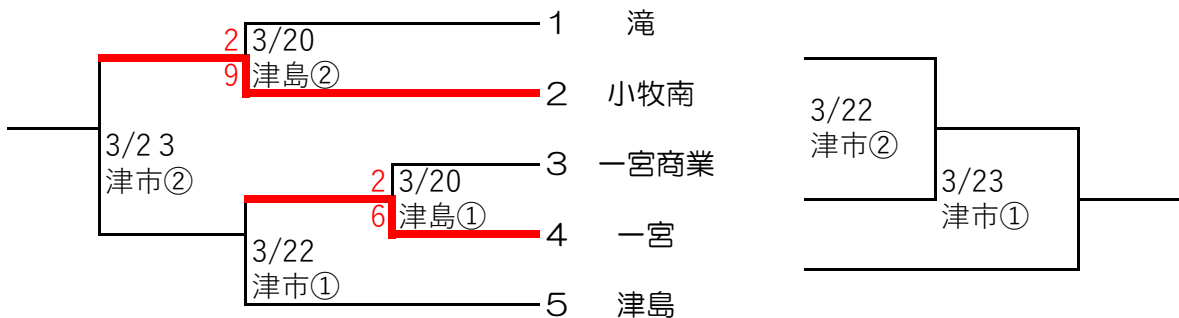 1 滝
2 3/20
9 津島②
2 小牧南
3/2３
津市②
3 一宮商業
2 3/20
6 津島①
4 一宮
3/22
津市①
5 津島
3/22
津市②
3/23
津市①